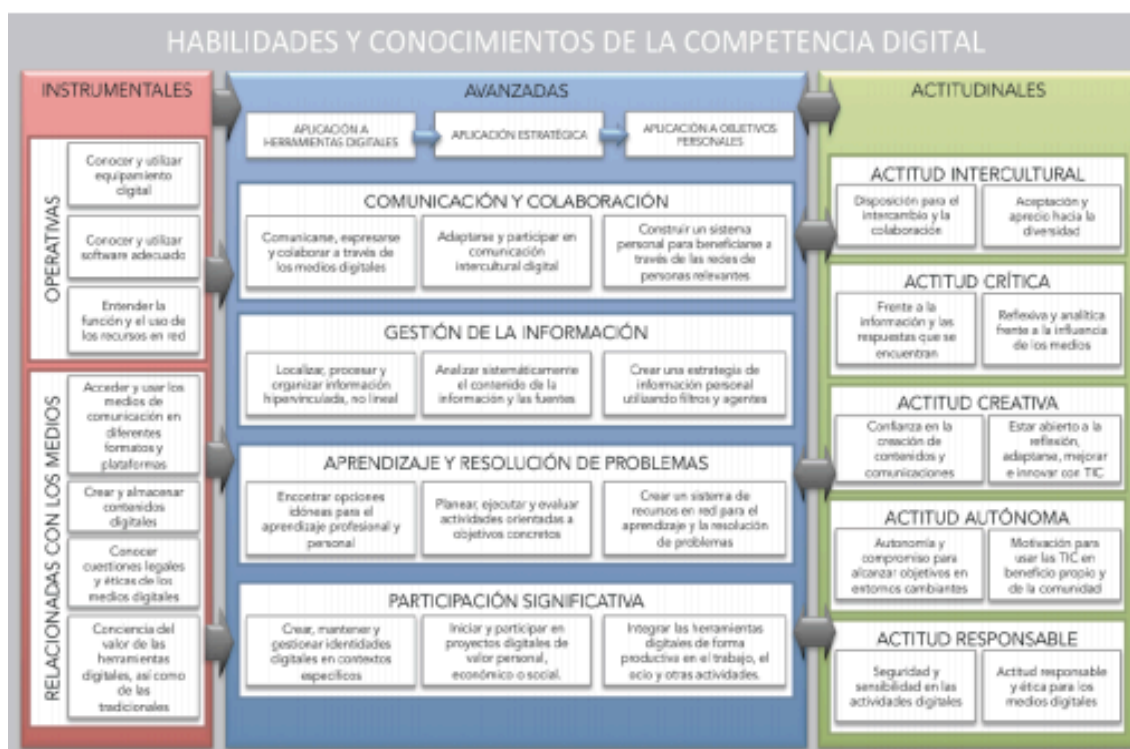 HABILIDADES Y CONOCIMIENTOS DE LA COMPETENCIA DIGITAL
INSTRUMENTALES
OPERATIVAS
Conocer y utilizar
equipamiento
digital
Conocer y utilizar
software adecuado
Entender la
función y el uso de
los recursos en red
RELACIONADAS CON LOS MEDIOS
Acceder y usar los
medios de
comunicación en
diferentes
formatos y
plataformas
Crear y almacenar
contenidos
digitales
Conocer
cuestiones legales
y éticas de los
medios digitales
Conciencia del
valor de las
herramientas
digitales, así como
de las
tradicionales
AVANZADAS
APLICACIÓN A
HERRAMIENTAS DIGITALES
APLICACIÓN ESTRATÉGICA
APLICACIÓN A OBJETIVOS
PERSONALES
COMUNICACIÓN Y COLABORACIÓN
Comunicarse, expresarse
y colaborar a través de
los medios digitales
Adaptarse y participar en
comunicación
intercultural digital
Construir un sistema
personal para beneficiarse a
través de las redes de
personas relevantes
GESTIÓN DE LA INFORMACIÓN
Localizar, procesar y
organizar información
hipervinculada, no lineal
Analizar sistemáticamente
el contenido de la
información y las fuentes
Crear una estrategia de
información personal
utilizando filtros y agentes
APRENDIZAJE Y RESOLUCIÓN DE PROBLEMAS
Encontrar opciones
idóneas para el
aprendizaje profesional y
personal
Planear, ejecutar y evaluar
actividades orientadas a
objetivos concretos
Crear un sistema de
recursos en red para el
aprendizaje y la resolución
de problemas
PARTICIPACIÓN SIGNIFICATIVA
Crear, mantener y
gestionar identidades
digitales en contextos
específicos
Iniciar y participar en
proyectos digitales de
valor personal,
económico o social.
Integrar las herramientas
digitales de forma
productiva en el trabajo, el
ocio y otras actividades.
ACTITUDINALES
ACTITUD INTERCULTURAL
Disposición para el
intercambio y la
colaboración
Aceptación y
aprecio hacia la
diversidad
ACTITUD CRÍTICA
Frente a la
información y las
respuestas que se
encuentran
Reflexiva y analítica
frente a la influencia
de los medios
ACTITUD CREATIVA
Confianza en la
creación de
contenidos y
comunicaciones
Estar abierto a la
reflexión,
adaptarse, mejorar
e innovar con TIC
ACTITUD AUTÓNOMA
Autonomía y
compromiso para
alcanzar objetivos en
entornos cambiantes
Motivación para
usar las TIC en
beneficio propio y
de la comunidad
ACTITUD RESPONSABLE
Seguridad y
sensibilidad en las
actividades digitales
Actitud responsable
y ética para los
medios digitales